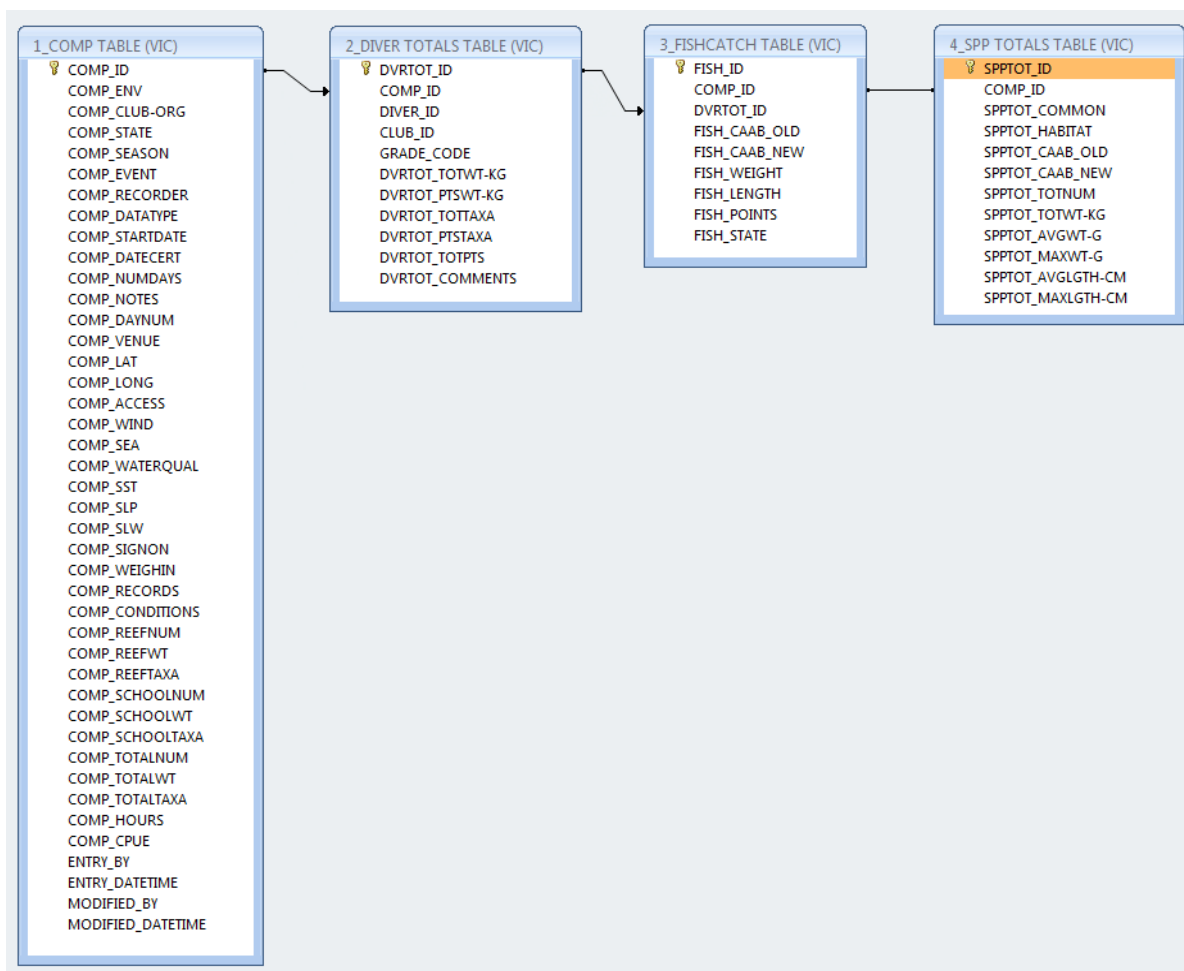 1_COMP TABLE (VIC)
COMP_ID
COMP_ENV
COMP_CLUB-ORG
COMP_STATE
COMP_SEASON
COMP_EVENT
COMP_RECORDER
COMP_DATATYPE
COMP_STARTDATE
COMP_DATECERT
COMP_NUMDAYS
COMP_NOTES
COMP_DAYNUM
COMP_VENUE
COMP_LAT
COMP_LONG
COMP_ACCESS
COMP_WIND
COMP_SEA
COMP_WATERQUAL
COMP_SST
COMP_SLP
COMP_SLW
COMP_SIGNON
COMP_WEIGHIN
COMP_RECORDS
COMP_CONDITIONS
COMP_REEFNUM
COMP_REEFWT
COMP_REEFTAXA
COMP_SCHOOLNUM
COMP_SCHOOLWT
COMP_SCHOOLTAXA
COMP_TOTALNUM
COMP_TOTALWT
COMP_TOTALTAXA
COMP_HOURS
COMP_CPUE
ENTRY_BY
ENTRY_DATETIME
MODIFIED_BY
MODIFIED_DATETIME
2_DIVER TOTALS TABLE (VIC)
DVRTOT_ID
COMP_ID
DIVER_ID
CLUB_ID
GRADE_CODE
DVRTOT_TOTWT-KG
DVRTOT_PTSWT-KG
DVRTOT_TOTTAXA
DVRTOT_PTSTAXA
DVRTOT_TOTPTS
DVRTOT_COMMENTS
3_FISHCATCH TABLE (VIC)
FISH_ID
COMP_ID
DVRTOT_ID
FISH_CAAB_OLD
FISH_CAAB_NEW
FISH_WEIGHT
FISH_LENGTH
FISH_POINTS
FISH_STATE
4_SPP TOTALS TABLE (VIC)
SPPTOT_ID
COMP_ID
SPPTOT_COMMON
SPPTOT_HABITAT
SPPTOT_CAAB_OLD
SPPTOT_CAAB_NEW
SPPTOT_TOTNUM
SPPTOT_TOTWT-KG
SPPTOT_AVGWT-G
SPPTOT_MAXWT-G
SPPTOT_AVGLGTH-CM
SPPTOT_MAXLGTH-CM